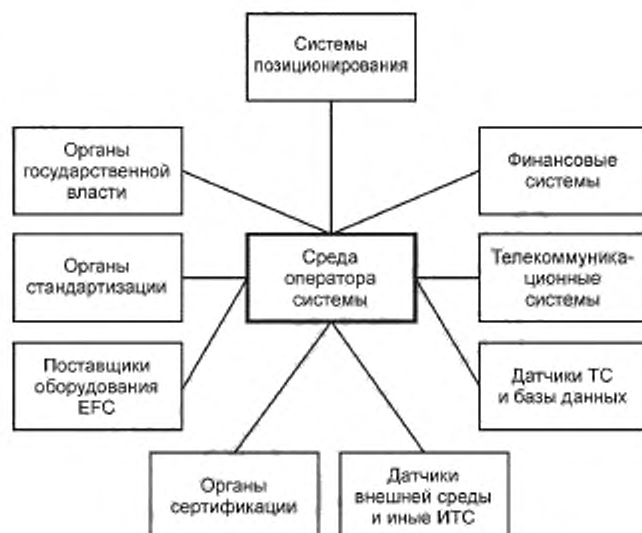 Системы
позиционирования
Органы
государственной
власти
Финансовые
системы
Органы
стандартизации
Среда
оператора
системы
Телекоммуника-
ционные
системы
Поставщики
оборудования
EFC
Датчики ТС
и базы данных
Органы
сертификации
Датчики
внешней среды
и иные ИТС